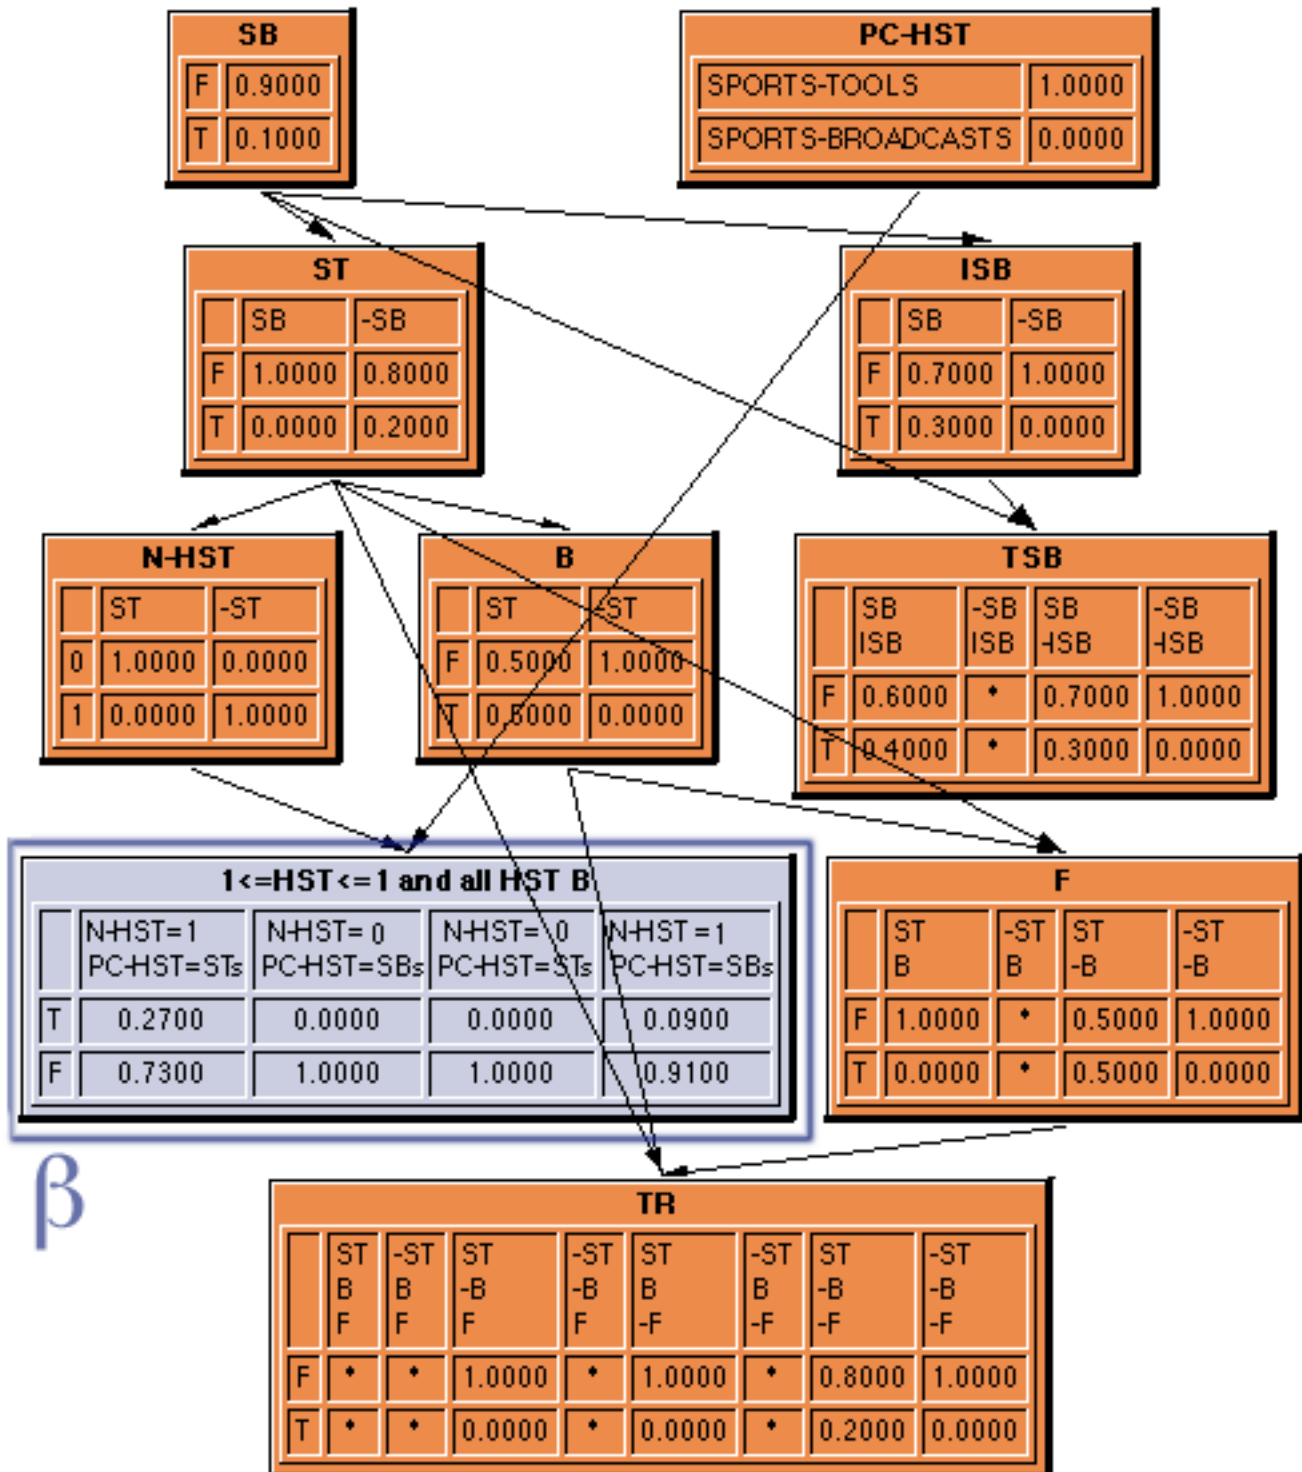 SB
F 0.9000
T 0.1000
PC-HST
SPORTS-TOOLS 1.0000
SPORTS-BROADCASTS 0.0000
ST
SB -SB
F 1.0000 0.8000
T 0.0000 0.2000
ISB
SB -SB
F 0.7000 1.0000
T 0.3000 0.0000
N-HST
ST -ST
0 1.0000 0.0000
1 0.0000 1.0000
B
ST -ST
F 0.5000 1.0000
T 0.5000 0.0000
TSB
SB -SB SB -SB
ISB ISB -ISB -ISB
F 0.6000 * 0.7000 1.0000
T 0.4000 * 0.3000 0.0000
1<=HST<=1 and all HST B
N-HST=1 N-HST= 0 N-HST= 0 N-HST =1
PC-HST=STs PC-HST=SBs PC-HST=STs PC-HST=SBs
T 0.2700 0.0000 0.0000 0.0900
F 0.7300 1.0000 1.0000 0.9100
F
ST -ST ST -ST
B B -B -B
F 1.0000 * 0.5000 1.0000
T 0.0000 * 0.5000 0.0000
β
TR
ST -ST ST -ST ST -ST ST -ST
B B -B -B B B -B -B
F F F F -F -F -F -F
F * * 1.0000 * 1.0000 * 0.8000 1.0000
T * * 0.0000 * 0.0000 * 0.2000 0.0000